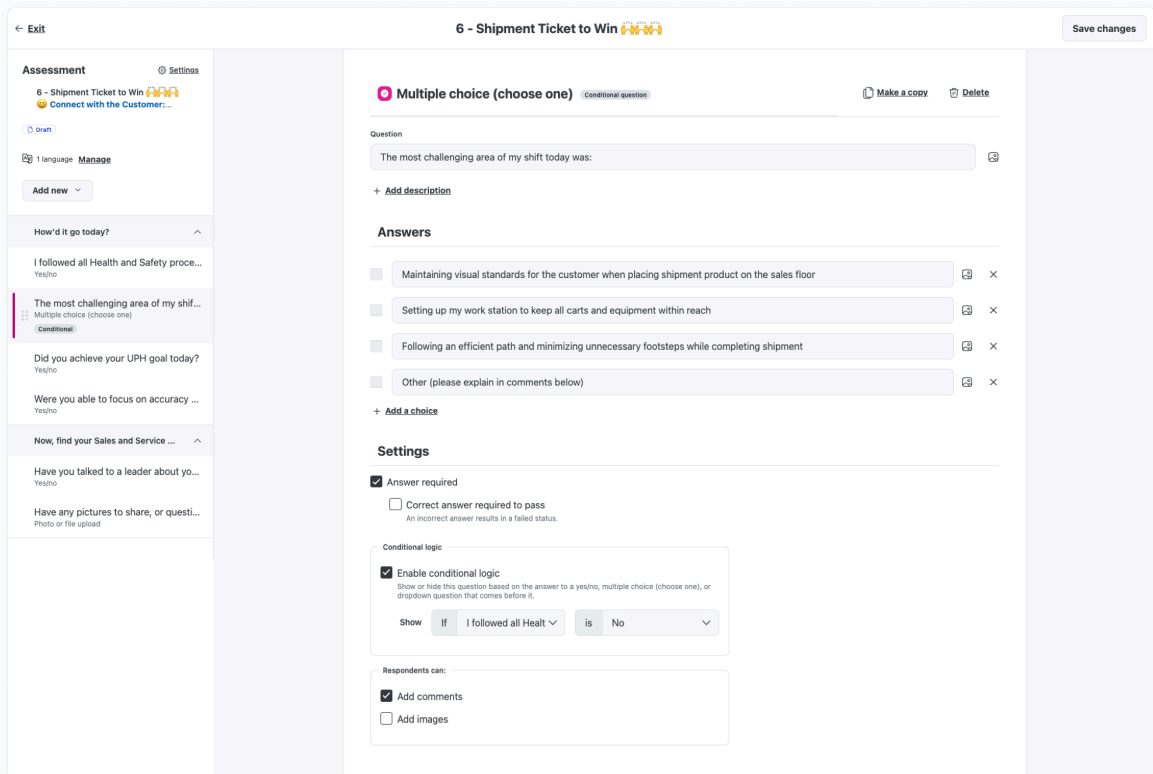 ← Exit
6 - Shipment Ticket to Win 🙌🙌🙌
Save changes
Assessment
Settings
6 - Shipment Ticket to Win 🙌🙌🙌
😀 Connect with the Customer:...
Draft
1 language Manage
Add new
How'd it go today?
I followed all Health and Safety proce...
Yes/no
The most challenging area of my shif...
Multiple choice (choose one)
Conditional
Did you achieve your UPH goal today?
Yes/no
Were you able to focus on accuracy ...
Yes/no
Now, find your Sales and Service ...
Have you talked to a leader about yo...
Yes/no
Have any pictures to share, or questi...
Photo or file upload
Multiple choice (choose one) Conditional question
Make a copy
Delete
Question
The most challenging area of my shift today was:
+ Add description
Answers
Maintaining visual standards for the customer when placing shipment product on the sales floor
Setting up my work station to keep all carts and equipment within reach
Following an efficient path and minimizing unnecessary footsteps while completing shipment
Other (please explain in comments below)
+ Add a choice
Settings
Answer required
Correct answer required to pass
An incorrect answer results in a failed status.
Conditional logic
Enable conditional logic
Show or hide this question based on the answer to a yes/no, multiple choice (choose one), or
dropdown question that comes before it.
Show If I followed all Healt is No
Respondents can:
Add comments
Add images